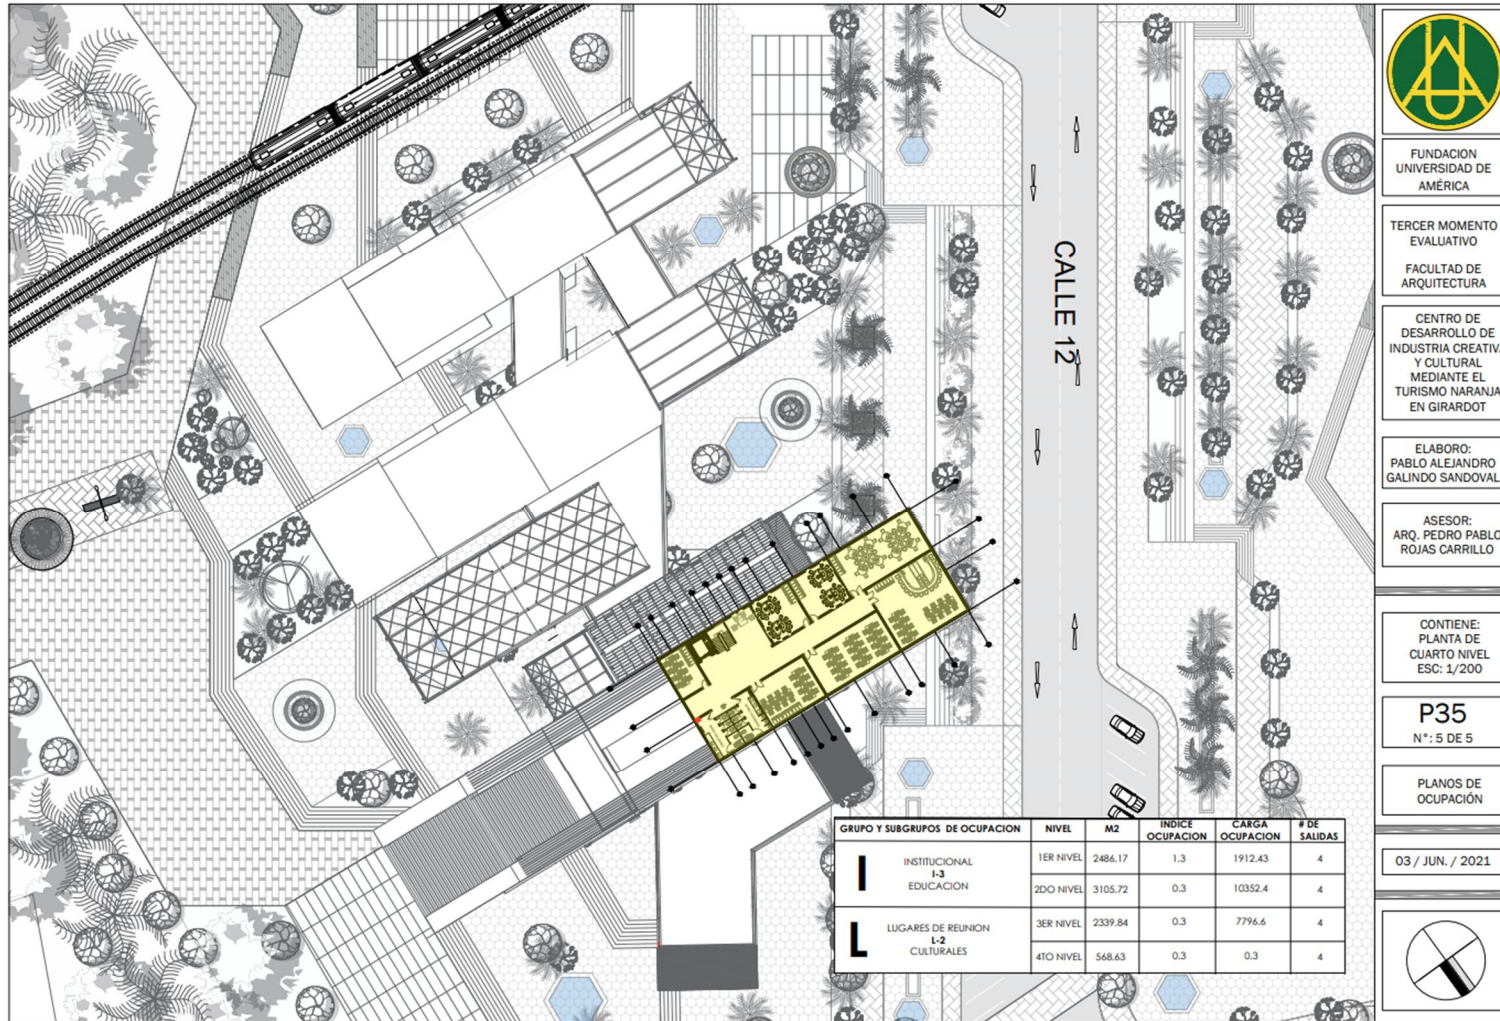 CALLE 12
GRUPO Y SUBGRUPOS DE OCUPACION NIVEL M2 INDICE OCUPACION CARGA OCUPACION # DE SALIDAS
I INSTITUCIONAL I-3 EDUCACION
1ER NIVEL 2486.17 1.3 1912.43 4
2DO NIVEL 3105.72 0.3 10352.4 4
L LUGARES DE REUNION L-2 CULTURALES
3ER NIVEL 2339.84 0.3 7796.6 4
4TO NIVEL 568.63 0.3 0.3 4
FUNDACION
UNIVERSIDAD DE
AMÉRICA
TERCER MOMENTO
EVALUATIVO
FACULTAD DE
ARQUITECTURA
CENTRO DE
DESARROLLO DE
INDUSTRIA CREATIVA
Y CULTURAL
MEDIANTE EL
TURISMO NARANJA
EN GIRARDOT
ELABORO:
PABLO ALEJANDRO
GALINDO SANDOVAL
ASESOR:
ARQ. PEDRO PABLO
ROJAS CARRILLO
CONTIENE:
PLANTA DE
CUARTO NIVEL
ESC: 1/200
P35
N°: 5 DE 5
PLANOS DE
OCUPACIÓN
03 / JUN. / 2021